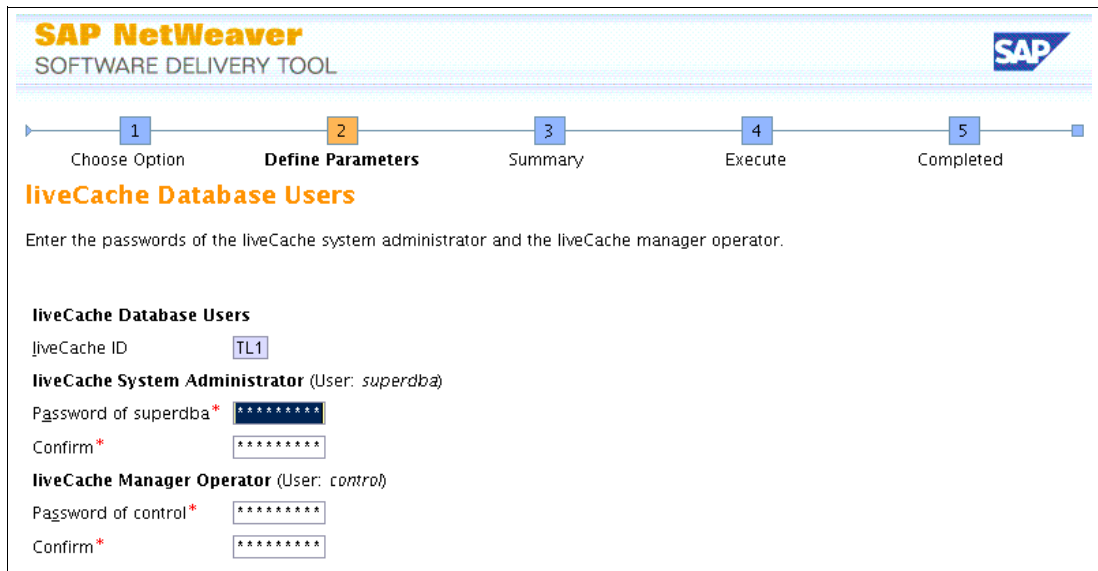 SAP NetWeaver
SOFTWARE DELIVERY TOOL
SAP
1 2 3 4 5
Choose Option Define Parameters Summary Execute Completed
liveCache Database Users
Enter the passwords of the liveCache system administrator and the liveCache manager operator.
liveCache Database Users
liveCache ID TL1
liveCache System Administrator (User: superdba)
Password of superdba* *********
Confirm* *********
liveCache Manager Operator (User: control)
Password of control* *********
Confirm* *********